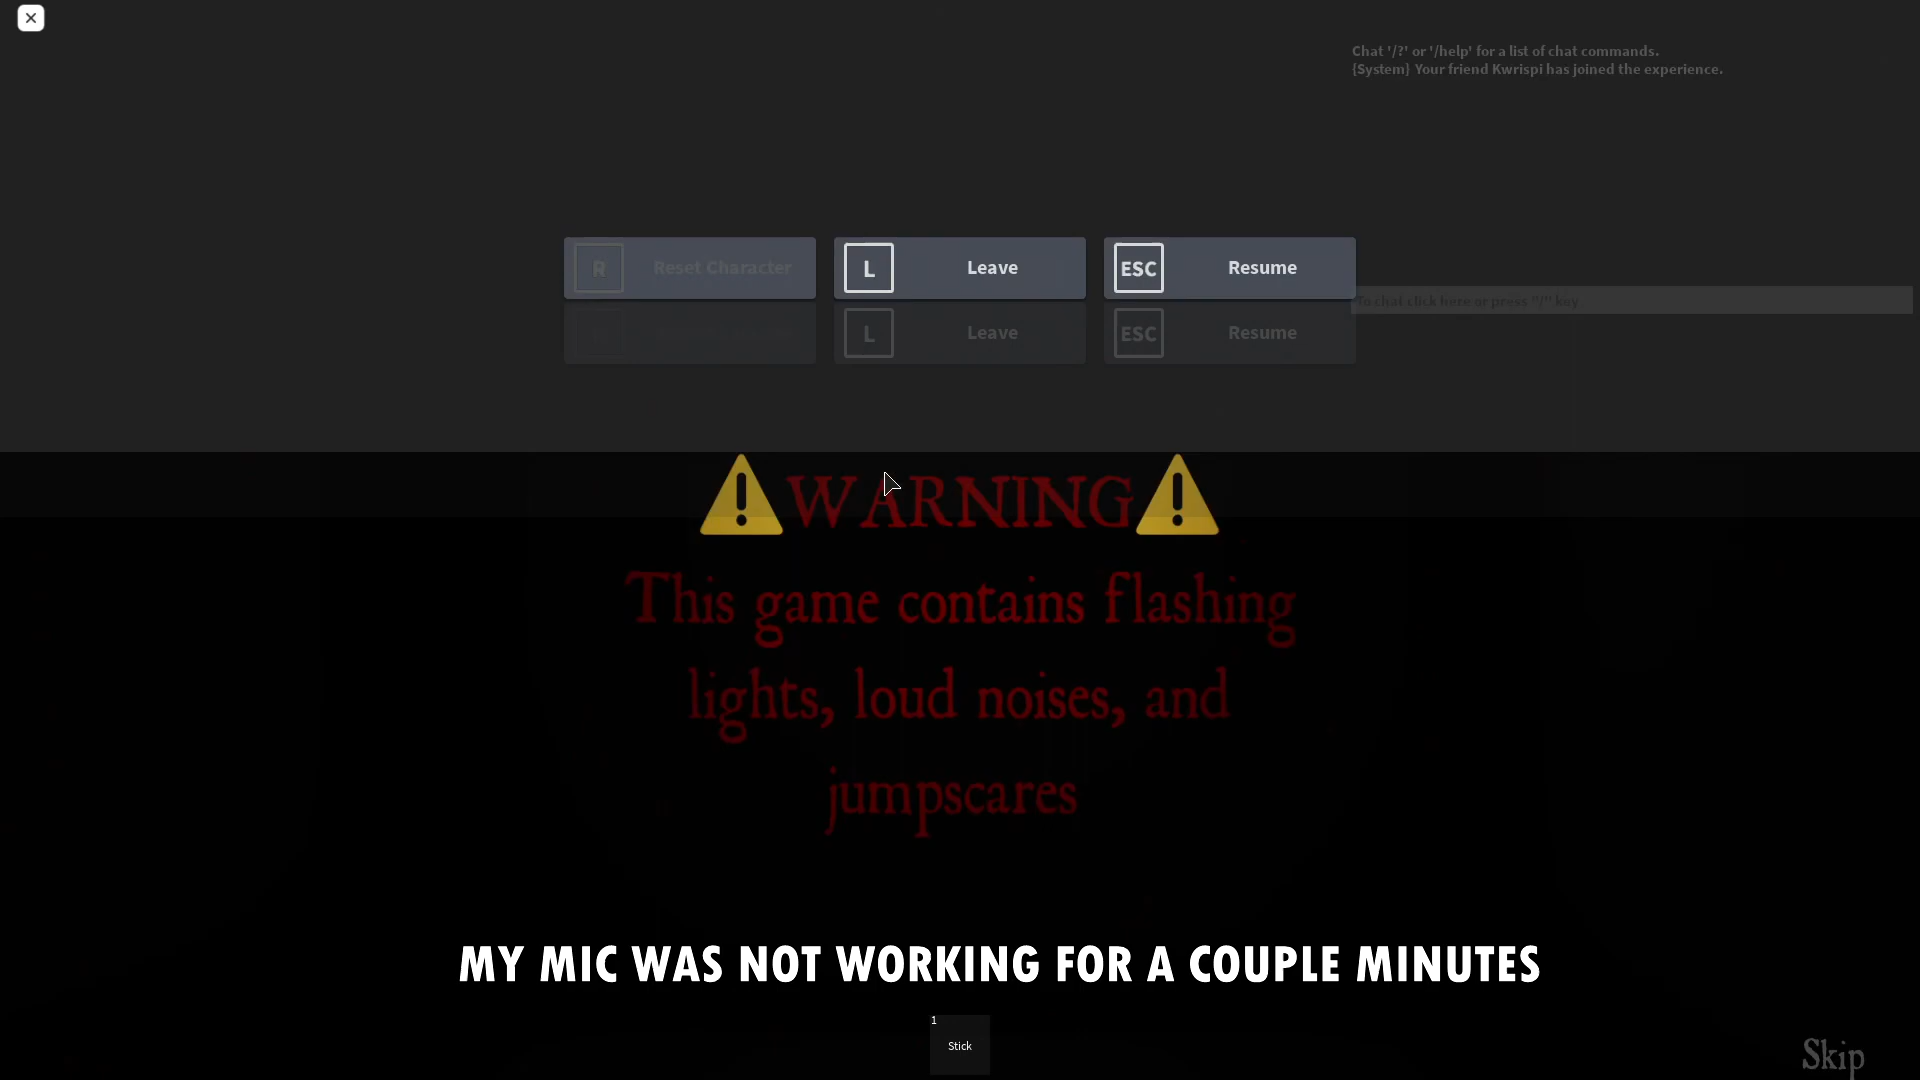 Chat '/?' or '/help' for a list of chat commands.
{System} Your friend Kwrispi has joined the experience.
R Reset Character L Leave ESC Resume
L Leave ESC Resume
To chat click here or press "/" key
WARNING
This game contains flashing
lights, loud noises, and
jumpscares
MY MIC WAS NOT WORKING FOR A COUPLE MINUTES
1
Stick
Skip